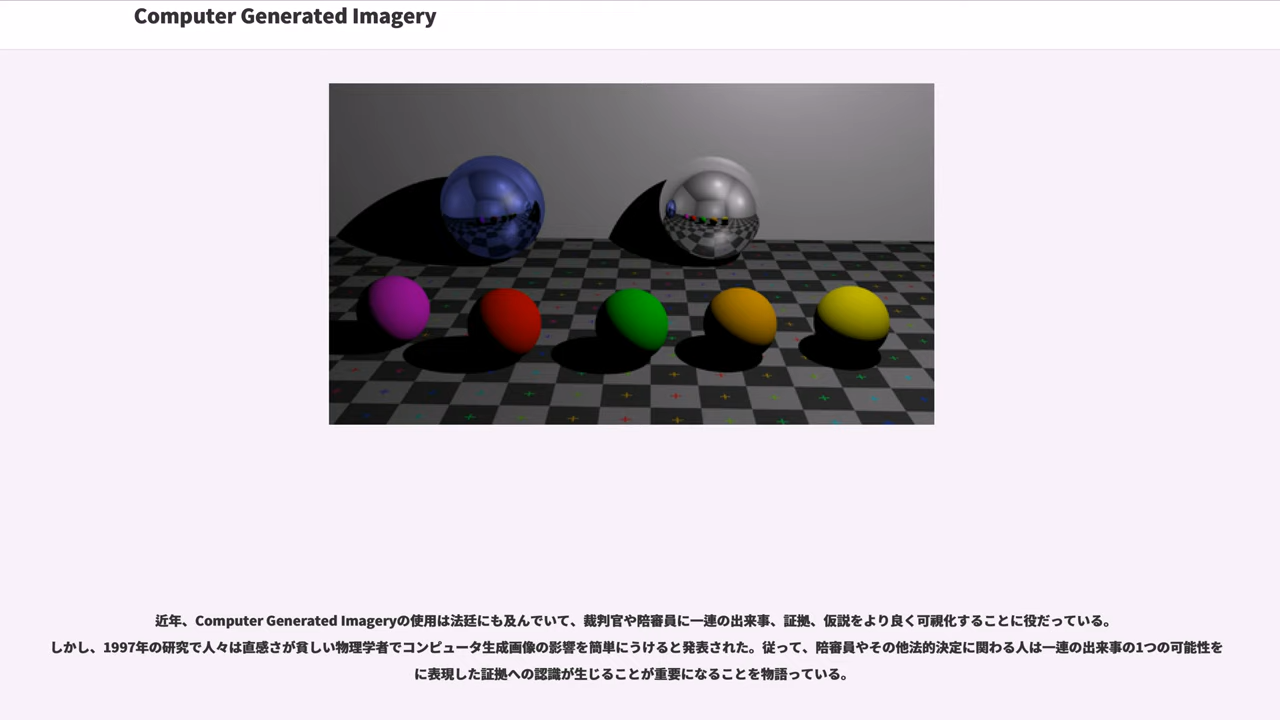 Computer Generated Imagery
近年、Computer Generated Imageryの使用は法廷にも及んでいて、裁判官や陪審員に一連の出来事、証拠、仮説をより良く可視化することに役だっている。
しかし、1997年の研究で人々は直感さが貧しい物理学者でコンピュータ生成画像の影響を簡単にうけると発表された。従って、陪審員やその他法的決定に関わる人は一連の出来事の1つの可能性を
に表現した証拠への認識が生じることが重要になることを物語っている。